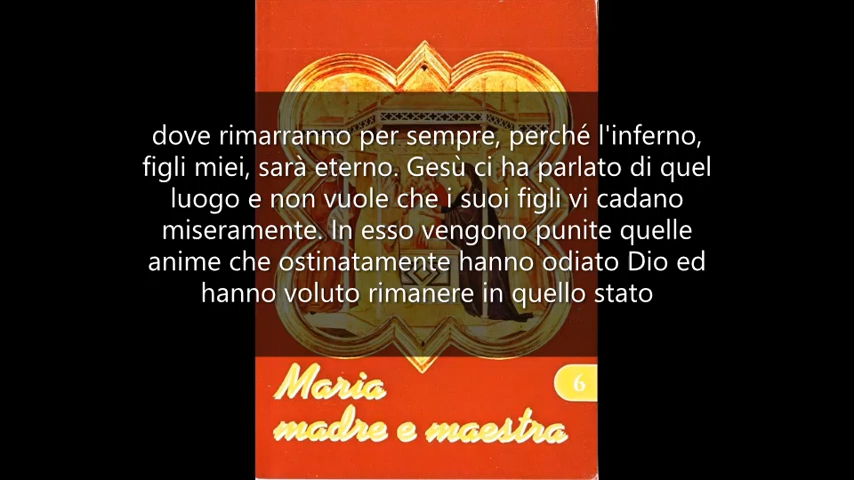 dove rimarranno per sempre, perché l'inferno,
figli miei, sarà eterno. Gesù ci ha parlato di quel
luogo e non vuole che i suoi figli vi cadano
miseramente. In esso vengono punite quelle
anime che ostinatamente hanno odiato Dio ed
hanno voluto rimanere in quello stato
Maria
6
madre e maestra